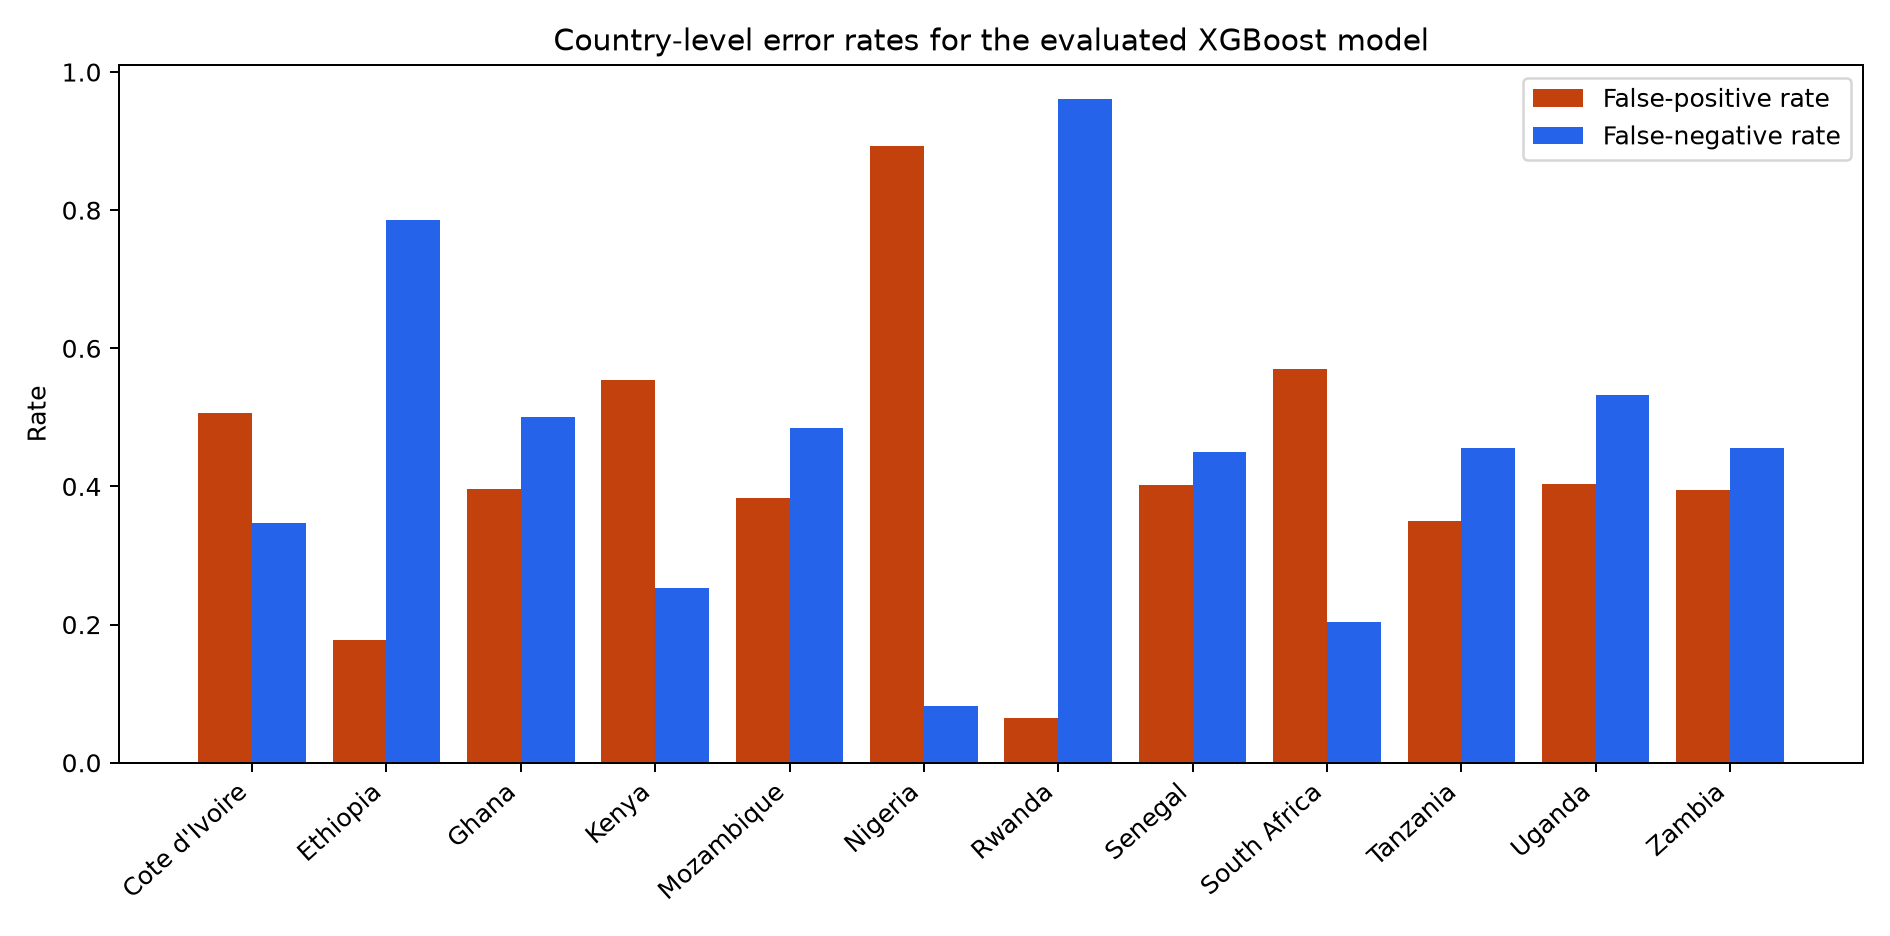 Country-level error rates for the evaluated XGBoost model
False-positive rate
False-negative rate
Rate
1.0
0.8
0.6
0.4
0.2
0.0
Cote d'Ivoire
Ethiopia
Ghana
Kenya
Mozambique
Nigeria
Rwanda
Senegal
South Africa
Tanzania
Uganda
Zambia